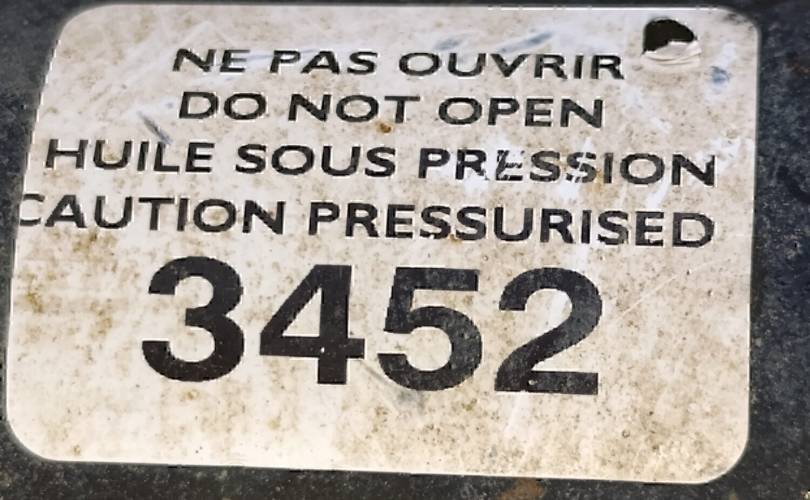 NE PAS OUVRIR
DO NOT OPEN
HUILE SOUS PRESSION
CAUTION PRESSURISED
3452